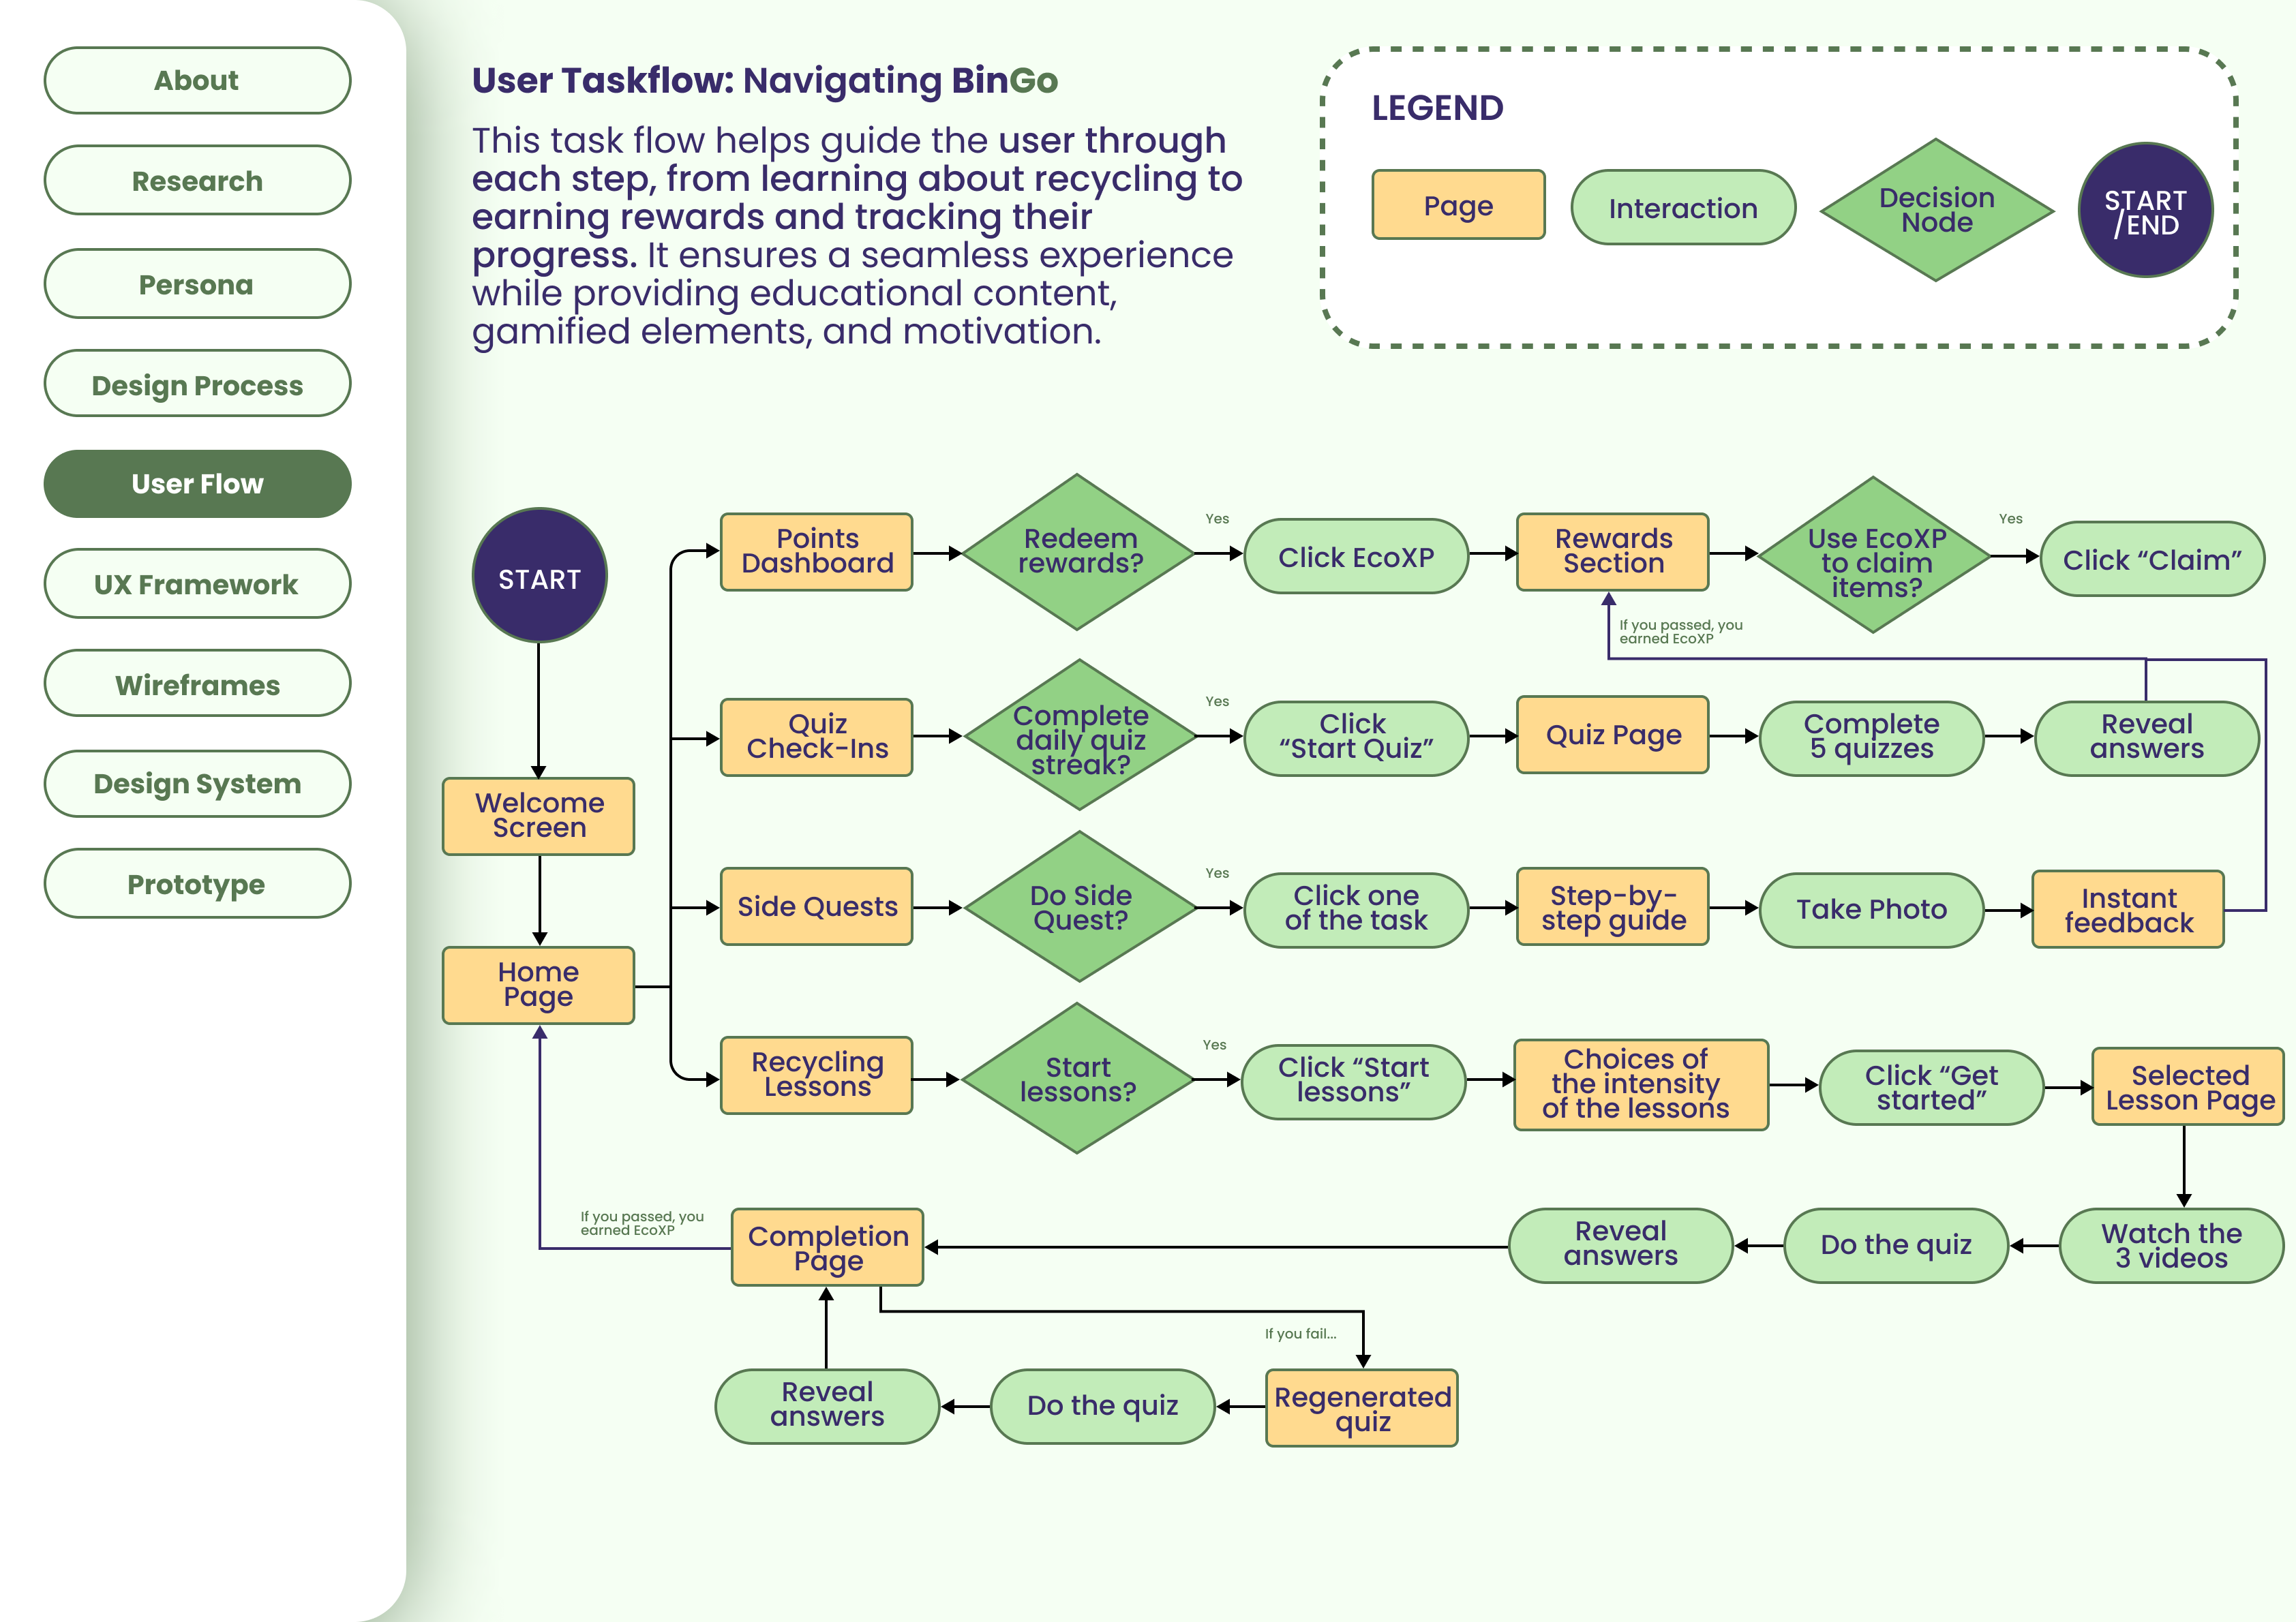 About
Research
Persona
Design Process
User Flow
UX Framework
Wireframes
Design System
Prototype
User Taskflow: Navigating BinGo
This task flow helps guide the user through
each step, from learning about recycling to
earning rewards and tracking their
progress. It ensures a seamless experience
while providing educational content,
gamified elements, and motivation.
LEGEND
Page
Interaction
Decision
Node
START
/END
START
Welcome
Screen
Home
Page
Points
Dashboard
Redeem
rewards?
Yes
Click EcoXP
Rewards
Section
Use EcoXP
to claim
items?
Yes
Click “Claim”
If you passed, you
earned EcoXP
Quiz
Check-Ins
Complete
daily quiz
streak?
Yes
Click
“Start Quiz”
Quiz Page
Complete
5 quizzes
Reveal
answers
Side Quests
Do Side
Quest?
Yes
Click one
of the task
Step-by-
step guide
Take Photo
Instant
feedback
Recycling
Lessons
Start
lessons?
Yes
Click “Start
lessons”
Choices of
the intensity
of the lessons
Click “Get
started”
Selected
Lesson Page
Watch the
3 videos
Do the quiz
Reveal
answers
Completion
Page
If you passed, you
earned EcoXP
If you fail...
Regenerated
quiz
Do the quiz
Reveal
answers